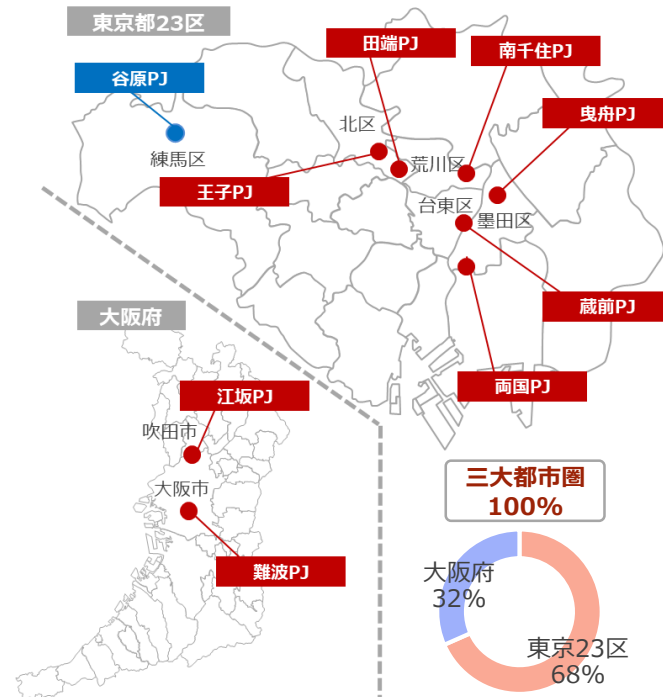 東京都23区
田端PJ
南千住PJ
谷原PJ
曳舟PJ
北区
練馬区
荒川区
王子PJ
台東区
墨田区
蔵前PJ
大阪府
両国PJ
江坂PJ
吹田市
大阪市
難波PJ
三大都市圏
100%
大阪府
32%
東京23区
68%